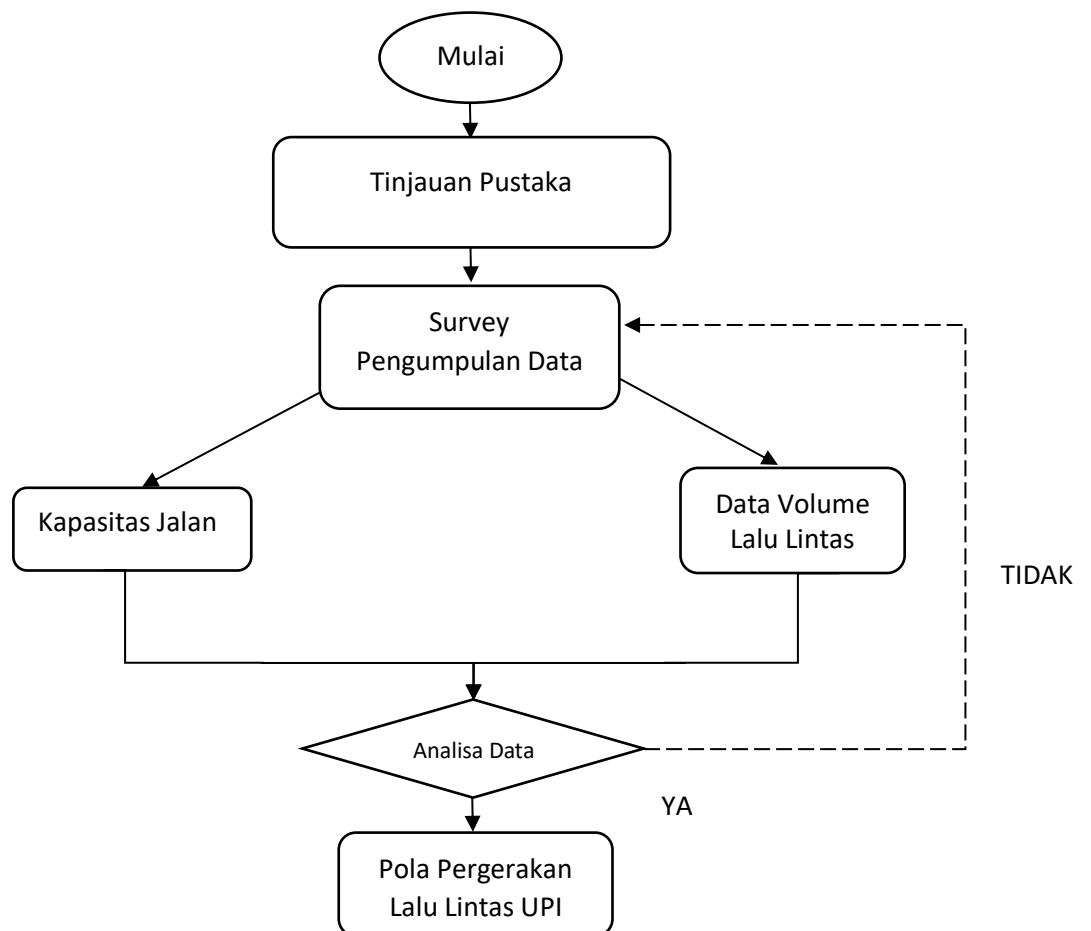 Mulai
Tinjauan Pustaka
Survey
Pengumpulan Data
Kapasitas Jalan
Data Volume
Lalu Lintas
TIDAK
Analisa Data
YA
Pola Pergerakan
Lalu Lintas UPI